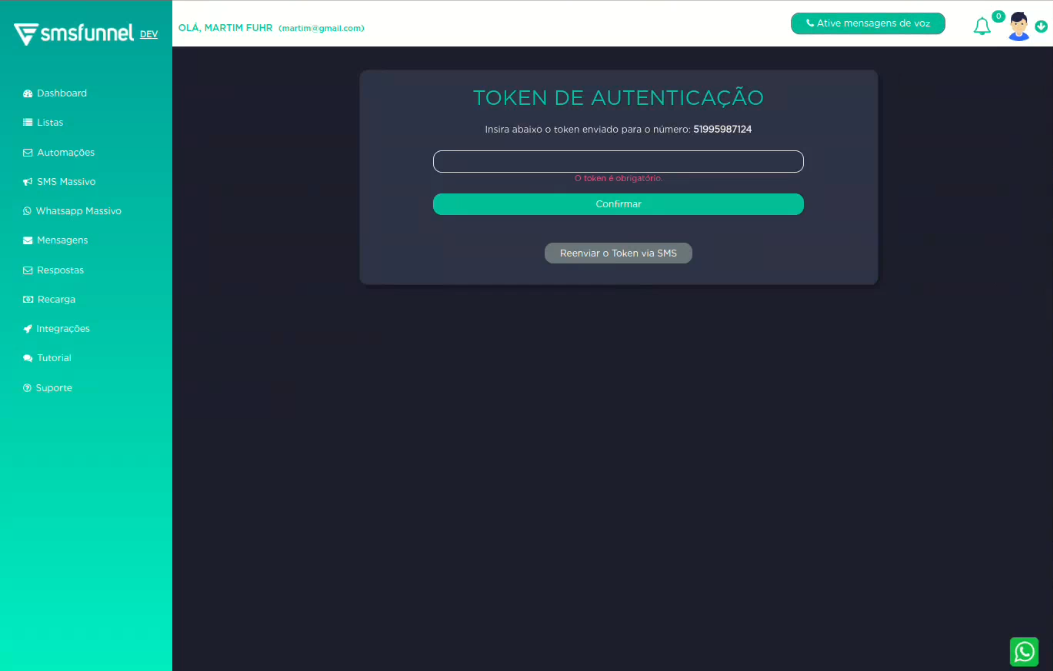 smsfunnel DEV
OLÁ, MARTIM FUHR (martim@gmail.com)
Ative mensagens de voz
0
Dashboard
Listas
Automações
SMS Massivo
Whatsapp Massivo
Mensagens
Respostas
Recarga
Integrações
Tutorial
Suporte
TOKEN DE AUTENTICAÇÃO
Insira abaixo o token enviado para o número: 51995987124
O token é obrigatório.
Confirmar
Reenviar o Token via SMS